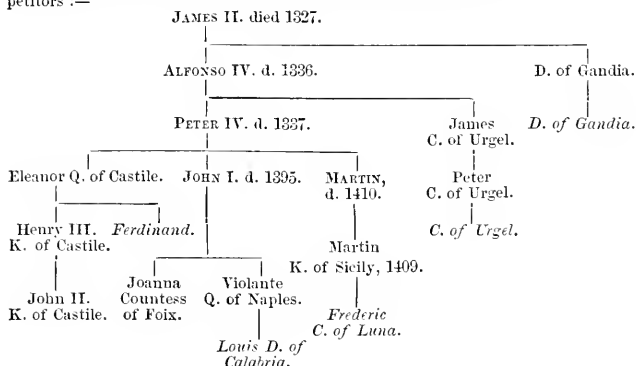 petitors :—
JAMES II. died 1327.
ALFONSO IV. d. 1336. D. of Gandia.
PETER IV. d. 1337. James D. of Gandia.
C. of Urgel.
Eleanor Q. of Castile. JOHN I. d. 1395. MARTIN, Peter
d. 1410. C. of Urgel.
Henry III. Ferdinand. Martin C. of Urgel.
K. of Castile. K. of Sicily, 1409.
John II. Joanna Violante Frederic
K. of Castile. Countess Q. of Naples. C. of Luna.
of Foix.
Louis D. of
Calabria.